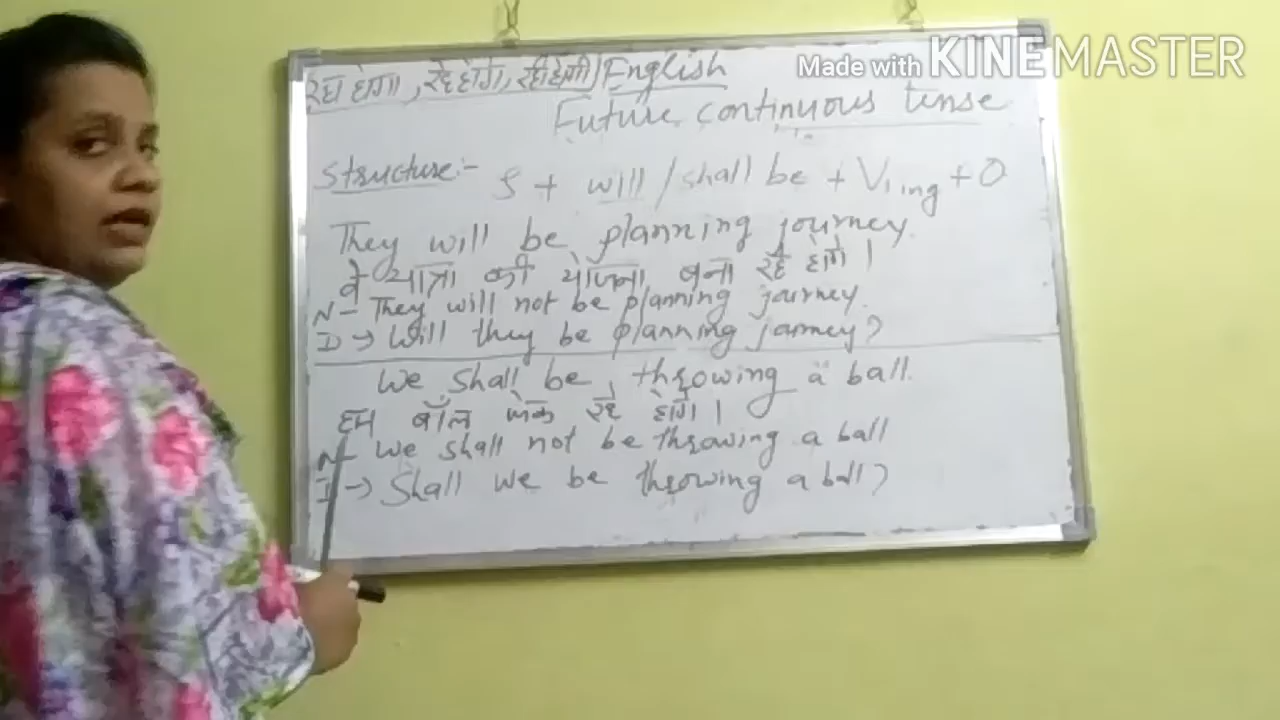 Made with KINEMASTER
रहा होगा, रहे होंगे, रही होगी English
Future continuous tense
Structure:- S + will / shall be + V1 ing + O
They will be planning journey.
वे यात्रा की योजना बना रहे होंगे ।
N - They will not be planning journey.
I → Will they be planning jarney?
We shall be throwing a ball.
हम बॉल फेंक रहे होंगे ।
N - We shall not be throwing a ball
I → Shall we be throwing a ball?